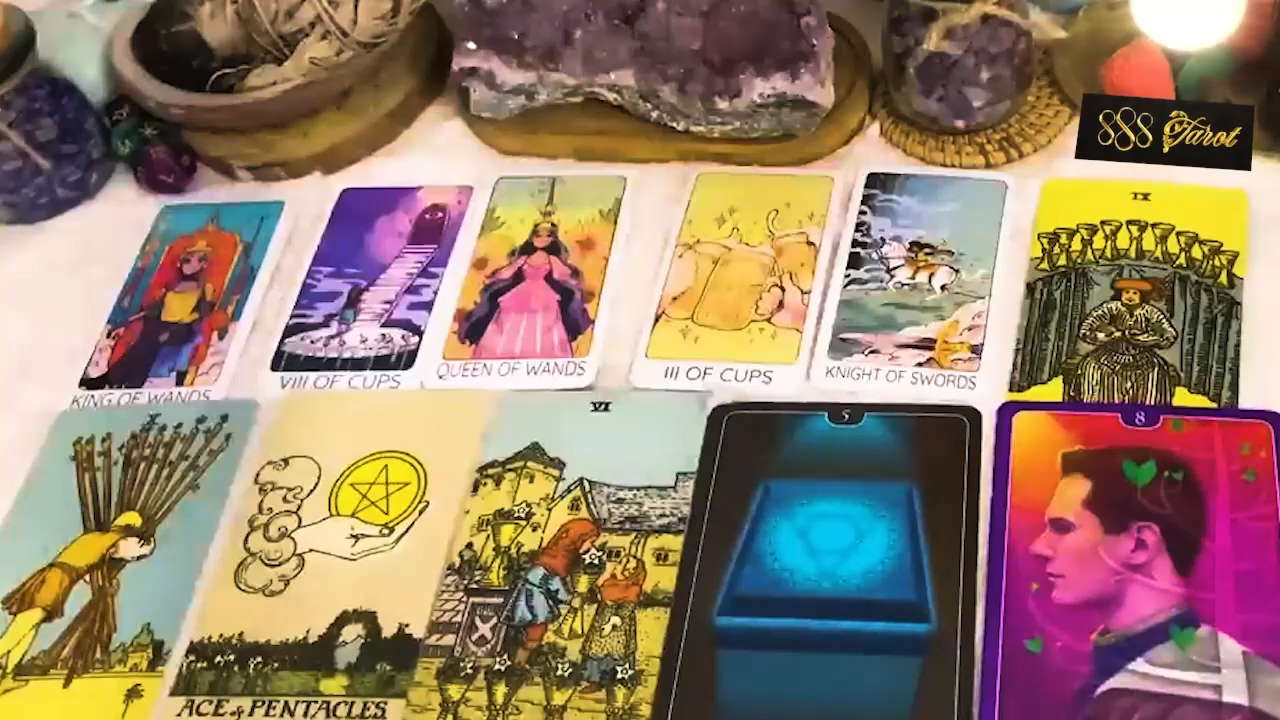 888 Tarot
IX
KING OF WANDS
VIII OF CUPS
QUEEN OF WANDS
III OF CUPS
KNIGHT OF SWORDS
VI
5
8
ACE of PENTACLES